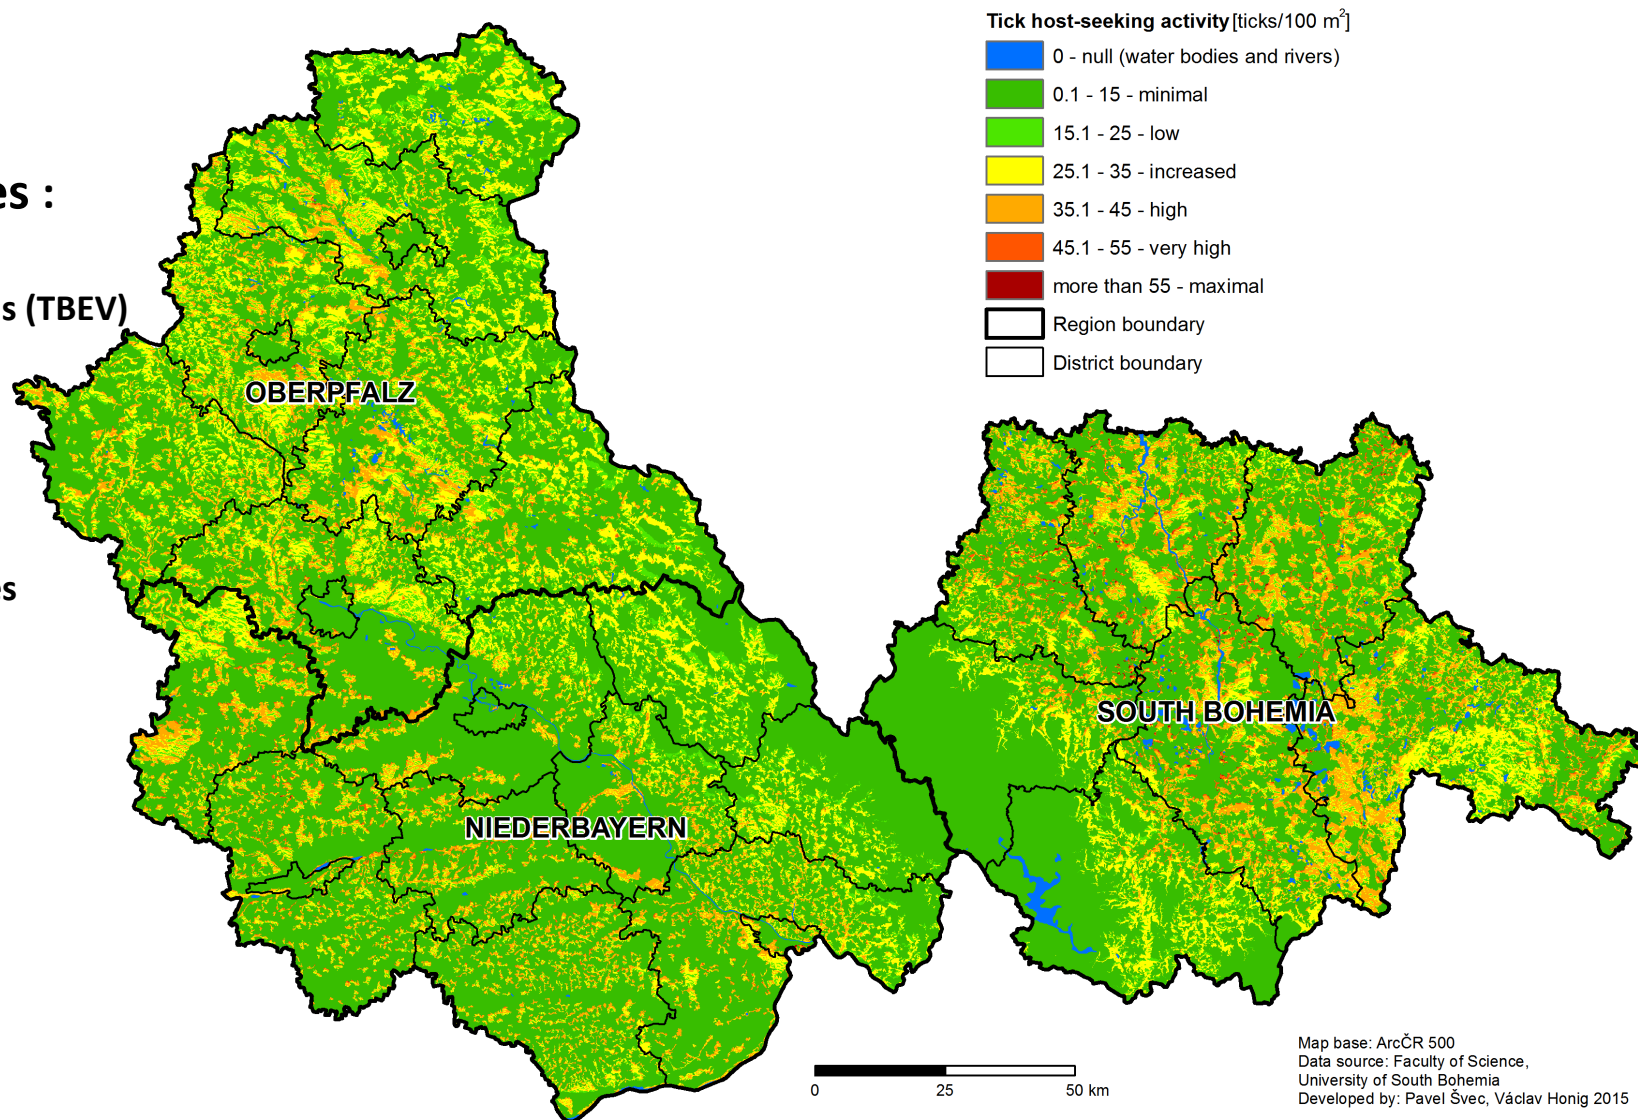 es :
s (TBEV)
es
Tick host-seeking activity [ticks/100 m²]
0 - null (water bodies and rivers)
0.1 - 15 - minimal
15.1 - 25 - low
25.1 - 35 - increased
35.1 - 45 - high
45.1 - 55 - very high
more than 55 - maximal
Region boundary
District boundary
OBERPFALZ
SOUTH BOHEMIA
NIEDERBAYERN
0 25 50 km
Map base: ArcČR 500
Data source: Faculty of Science,
University of South Bohemia
Developed by: Pavel Švec, Václav Honig 2015